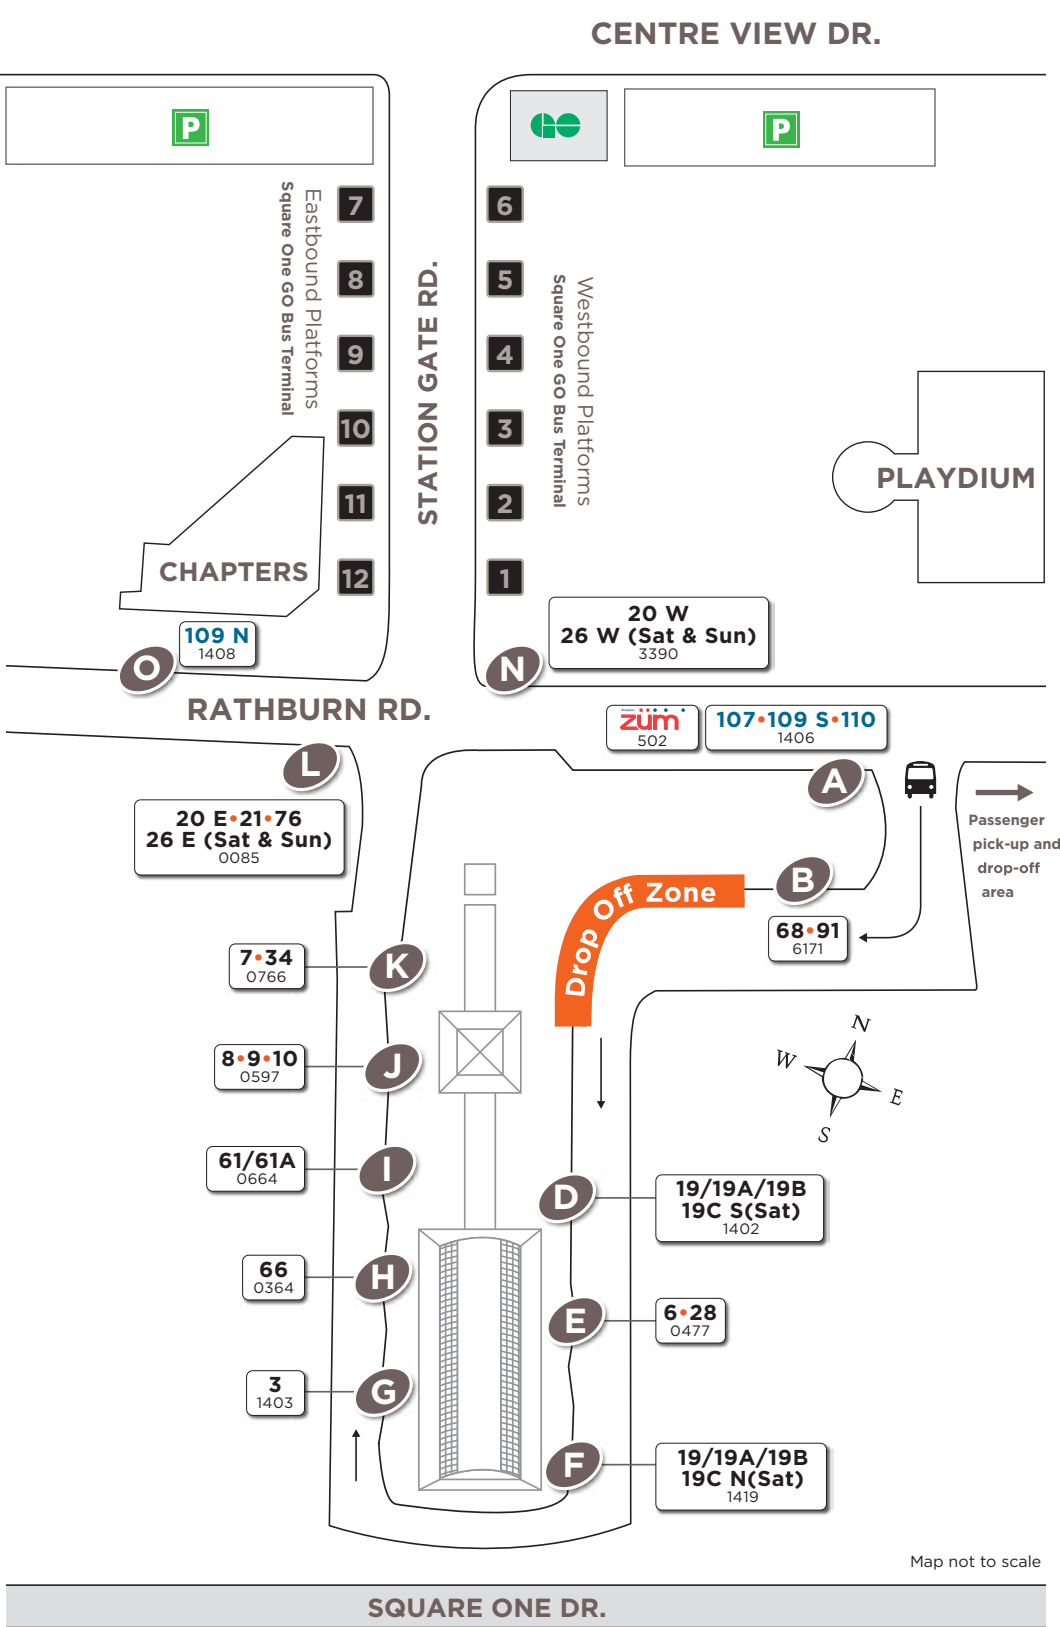 CENTRE VIEW DR.
P
GO
P
7
8
9
10
11
12
Eastbound Platforms
Square One GO Bus Terminal
STATION GATE RD.
6
5
4
3
2
1
Westbound Platforms
Square One GO Bus Terminal
PLAYDIUM
CHAPTERS
O
109 N
1408
N
20 W
26 W (Sat & Sun)
3390
RATHBURN RD.
züm
502
107•109 S•110
1406
L
20 E•21•76
26 E (Sat & Sun)
0085
A
Passenger
pick-up and
drop-off
area
B
68•91
6171
Drop Off Zone
K
7•34
0766
J
8•9•10
0597
I
61/61A
0664
H
66
0364
G
3
1403
N
W
E
S
D
19/19A/19B
19C S(Sat)
1402
E
6•28
0477
F
19/19A/19B
19C N(Sat)
1419
Map not to scale
SQUARE ONE DR.